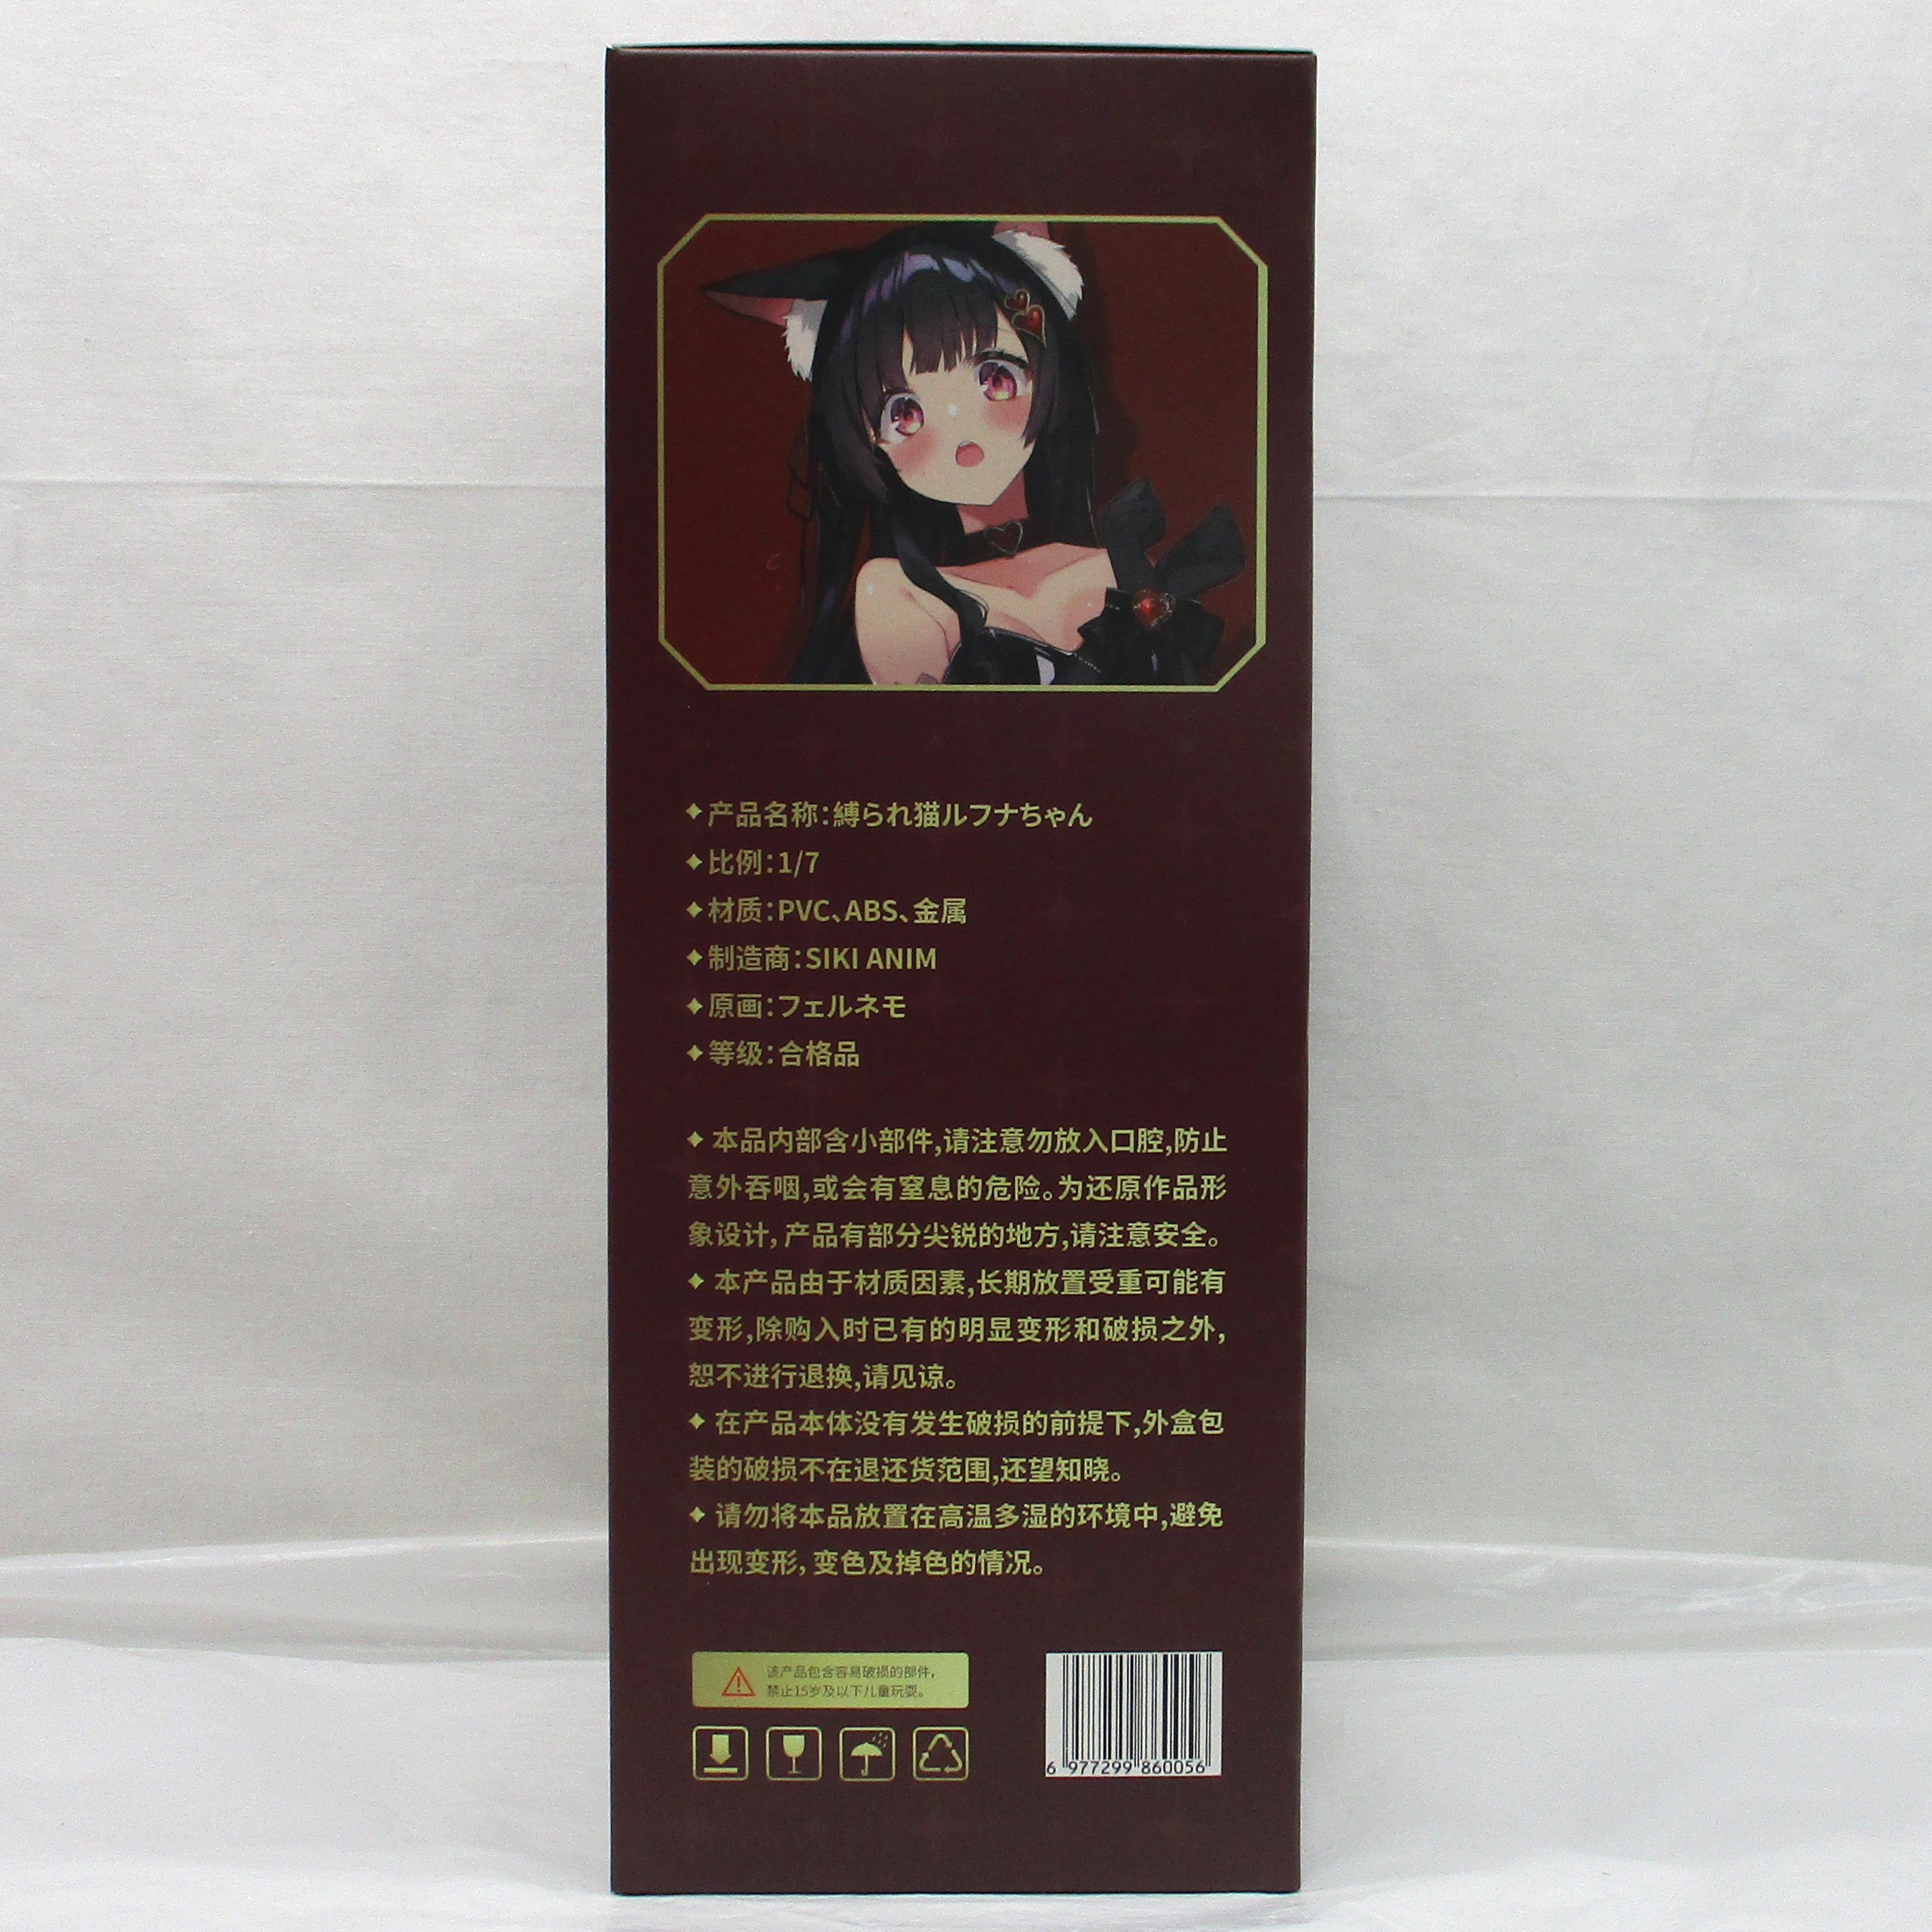 ✦产品名称:縛られ猫ルフナちゃん
✦比例:1/7
✦材质:PVC、ABS、金属
✦制造商:SIKI ANIM
✦原画:フェルネモ
✦等级:合格品
✦ 本品内部含小部件,请注意勿放入口腔,防止
意外吞咽,或会有窒息的危险。为还原作品形
象设计,产品有部分尖锐的地方,请注意安全。
✦ 本产品由于材质因素,长期放置受重可能有
变形,除购入时已有的明显变形和破损之外,
恕不进行退换,请见谅。
✦ 在产品本体没有发生破损的前提下,外盒包
装的破损不在退还货范围,还望知晓。
✦ 请勿将本品放置在高温多湿的环境中,避免
出现变形,变色及掉色的情况。
该产品包含容易破损的部件,
禁止15岁及以下儿童玩耍。
6 977299 860056